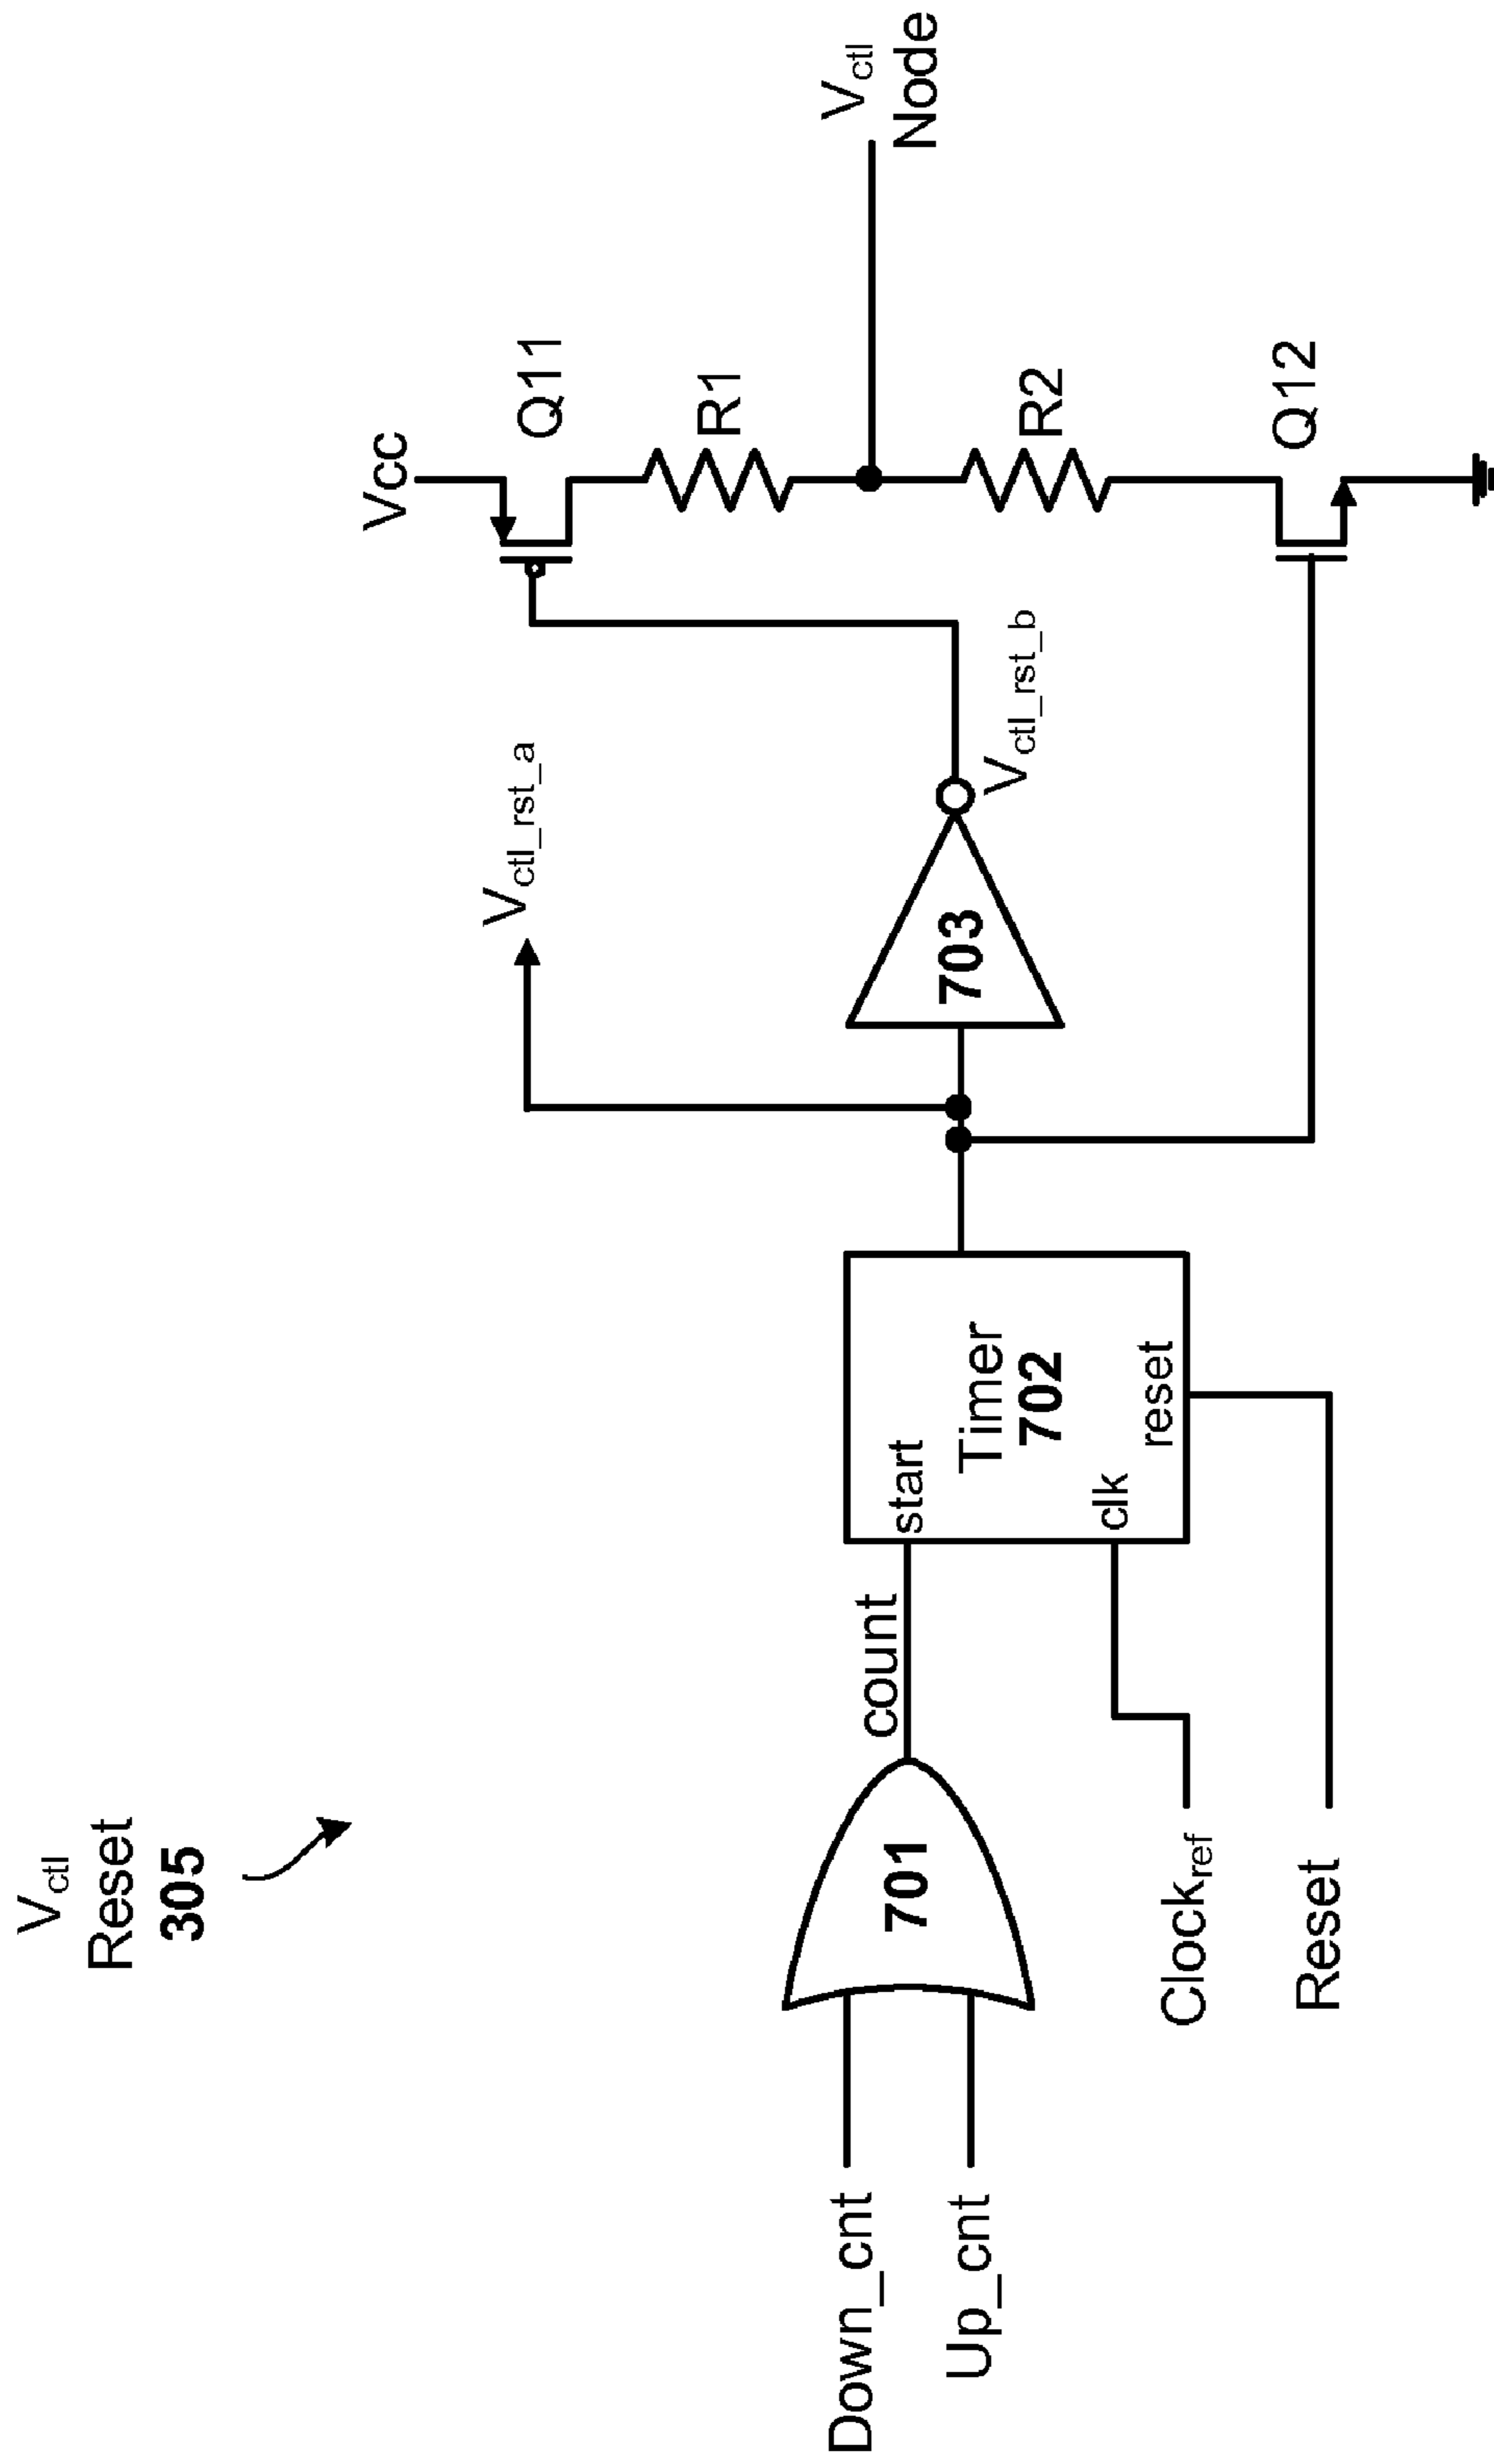 V_ctl
Reset
305
Down_cnt
Up_cnt
701
count
Clock_ref
Reset
start
Timer
702
clk
reset
V_ctl_rst_a
703
V_ctl_rst_b
Vcc
Q11
R1
R2
Q12
V_ctl
Node